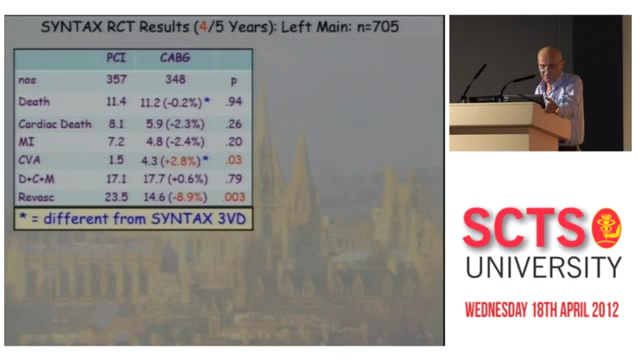 SYNTAX RCT Results (4/5 Years): Left Main: n=705
PCI CABG
nos 357 348 p
Death 11.4 11.2 (-0.2%) * .94
Cardiac Death 8.1 5.9 (-2.3%) .26
MI 7.2 4.8 (-2.4%) .20
CVA 1.5 4.3 (+2.8%) * .03
D+C+M 17.1 17.7 (+0.6%) .79
Revasc 23.5 14.6 (-8.9%) .003
* = different from SYNTAX 3VD
SCTS
UNIVERSITY
WEDNESDAY 18TH APRIL 2012